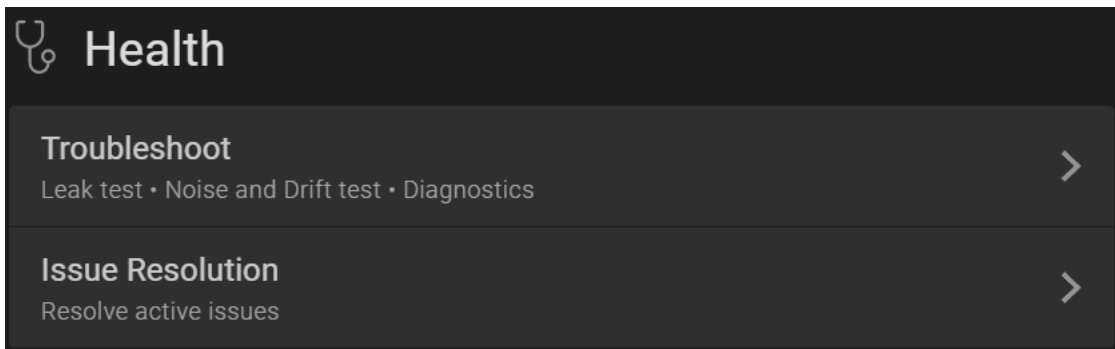 Health
Troubleshoot
Leak test • Noise and Drift test • Diagnostics
Issue Resolution
Resolve active issues